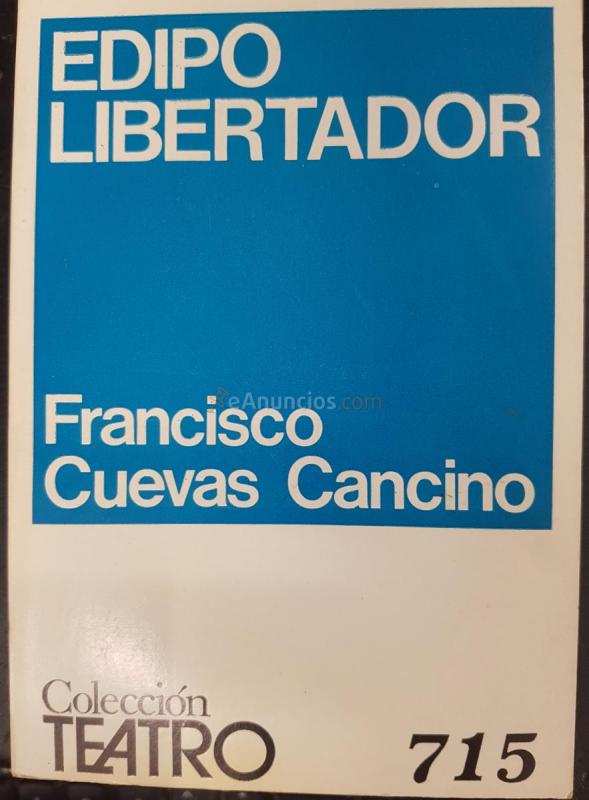 EDIPO
LIBERTADOR
eAnuncios.com
Francisco
Cuevas Cancino
Colección
TEATRO
715